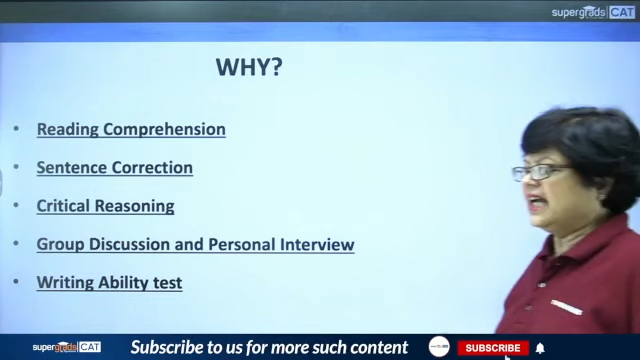 supergrads CAT
WHY?
• Reading Comprehension
• Sentence Correction
• Critical Reasoning
• Group Discussion and Personal Interview
• Writing Ability test
supergrads CAT
Subscribe to us for more such content
SUBSCRIBE